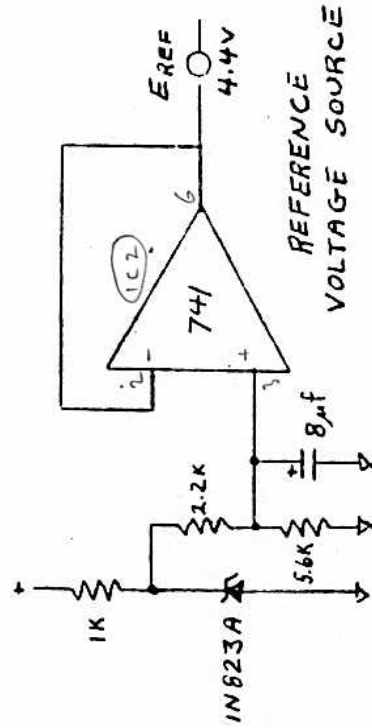 +
1K
1N823A
2.2K
5.6K
8µf
+
IC2
2
-
741
+
3
6
EREF
4.4V
REFERENCE
VOLTAGE SOURCE